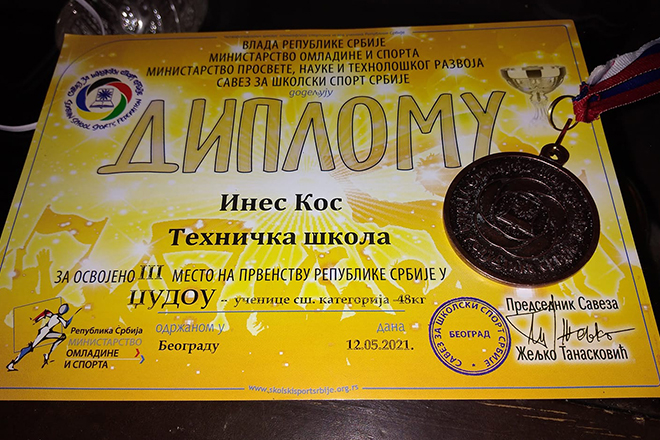 ВЛАДА РЕПУБЛИКЕ СРБИЈЕ
МИНИСТАРСТВО ОМЛАДИНЕ И СПОРТА
МИНИСТАРСТВО ПРОСВЕТЕ, НАУКЕ И ТЕХНОЛОШКОГ РАЗВОЈА
САВЕЗ ЗА ШКОЛСКИ СПОРТ СРБИЈЕ
додељују
ДИПЛОМУ
Инес Кос
Техничка школа
ЗА ОСВОЈЕНО III МЕСТО НА ПРВЕНСТВУ РЕПУБЛИКЕ СРБИЈЕ У
ЏУДОУ -- ученице сш. категорија -48кг
Република Србија
МИНИСТАРСТВО
ОМЛАДИНЕ
И СПОРТА
одржаном у
Београду
дана
12.05.2021.
САВЕЗ ЗА ШКОЛСКИ СПОРТ СРБИЈЕ
БЕОГРАД
Председник Савеза
Жељко Танасковић
www.skolskisportsrbije.org.rs